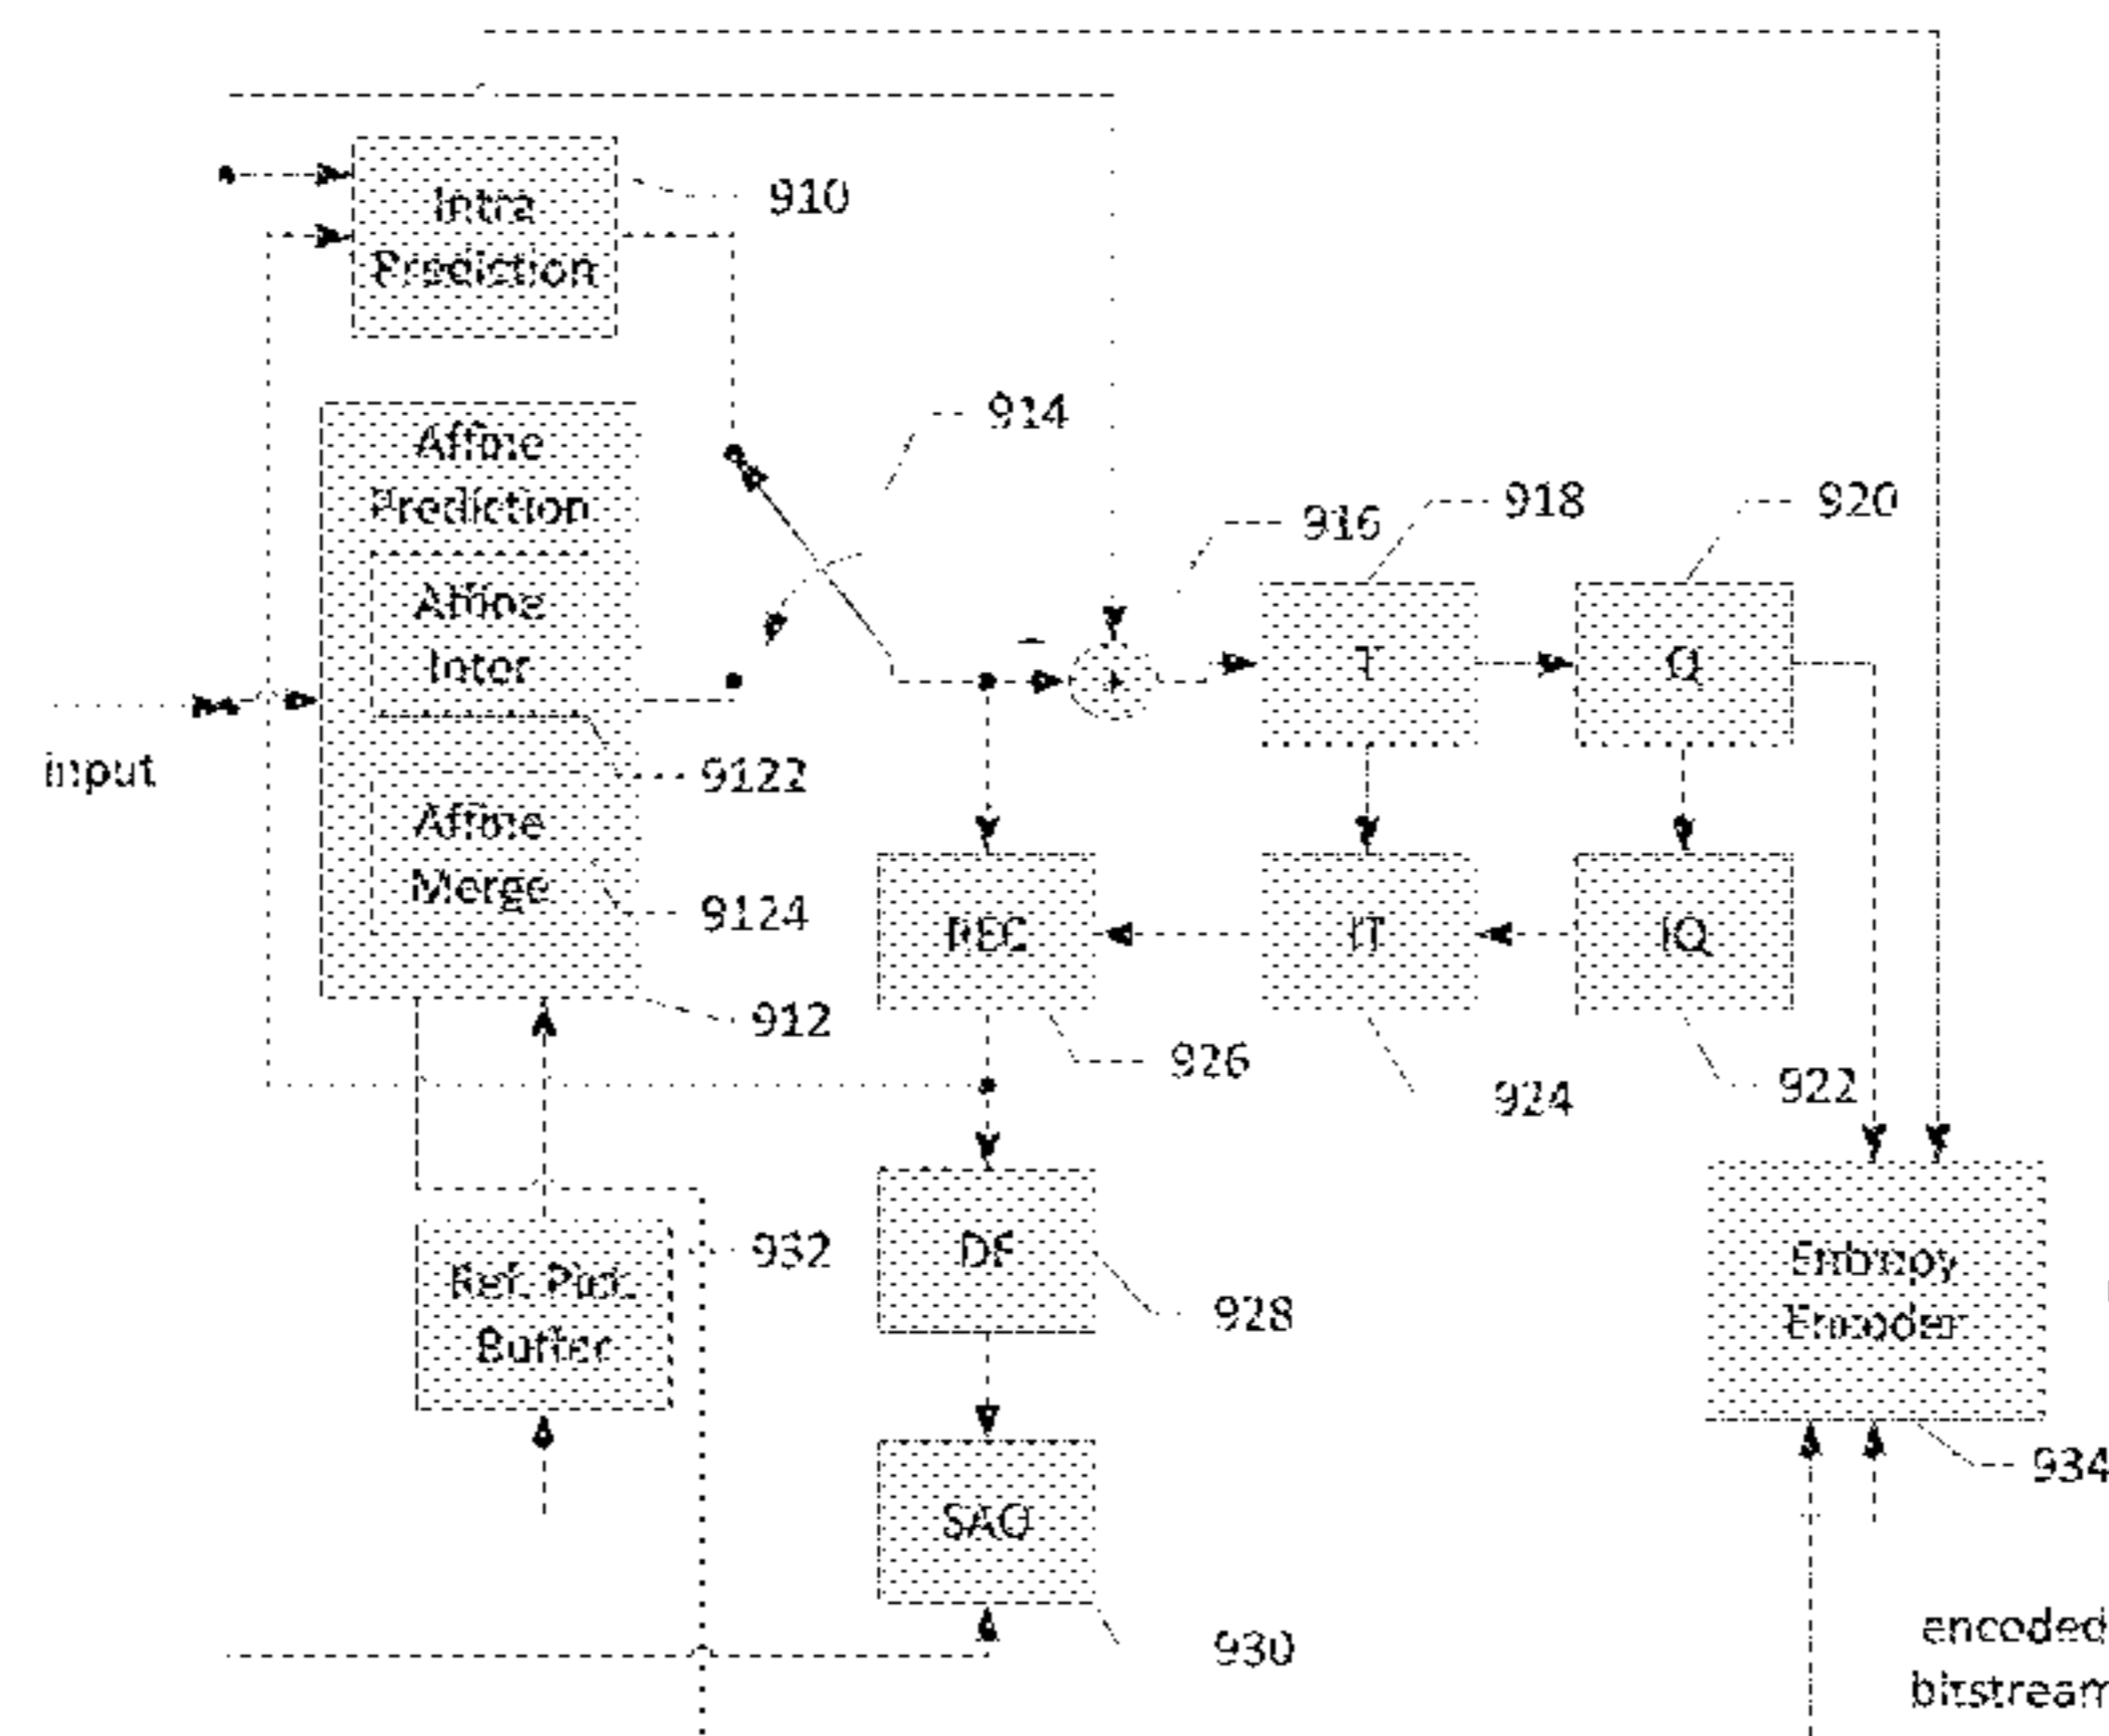 Intra
Prediction
910
Affine
Prediction
914
Affine
Inter
916
918
920
T
Q
input
9122
Affine
Merge
9124
REC
IT
IQ
912
926
924
922
Ref. Pict.
Buffer
932
DF
928
Entropy
Encoder
934
SAO
930
encoded
bitstream